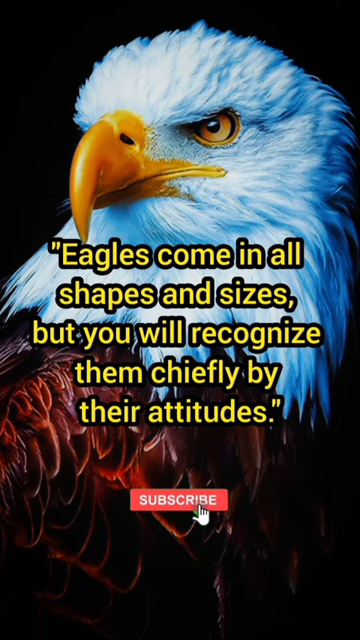 "Eagles come in all
shapes and sizes,
but you will recognize
them chiefly by
their attitudes."
SUBSCRIBE